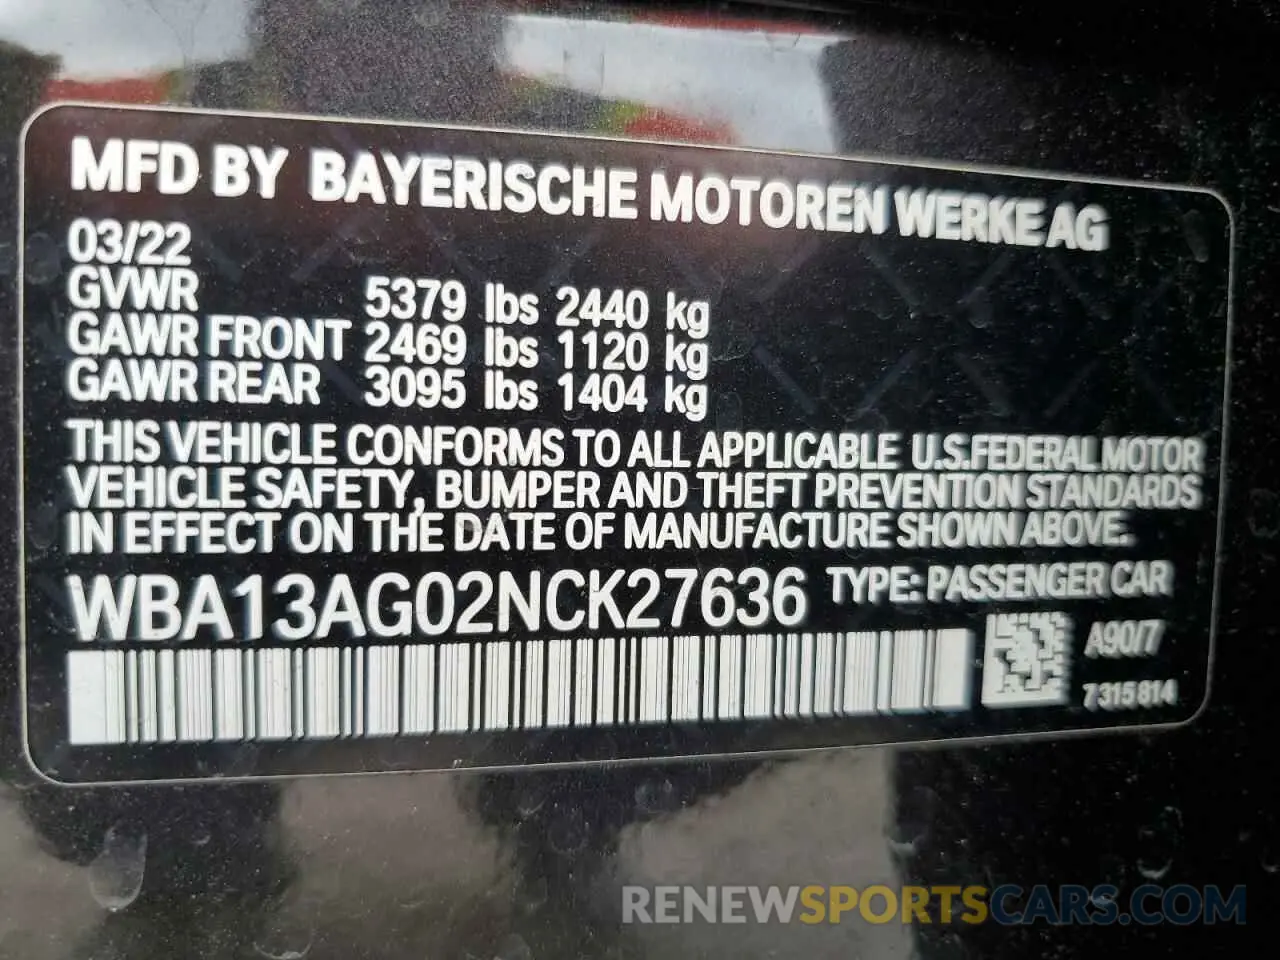 MFD BY BAYERISCHE MOTOREN WERKE AG
03/22
GVWR 5379 lbs 2440 kg
GAWR FRONT 2469 lbs 1120 kg
GAWR REAR 3095 lbs 1404 kg
THIS VEHICLE CONFORMS TO ALL APPLICABLE U.S.FEDERAL MOTOR
VEHICLE SAFETY, BUMPER AND THEFT PREVENTION STANDARDS
IN EFFECT ON THE DATE OF MANUFACTURE SHOWN ABOVE.
WBA13AG02NCK27636 TYPE: PASSENGER CAR
A90/7
7315814
RENEWSPORTSCARS.COM